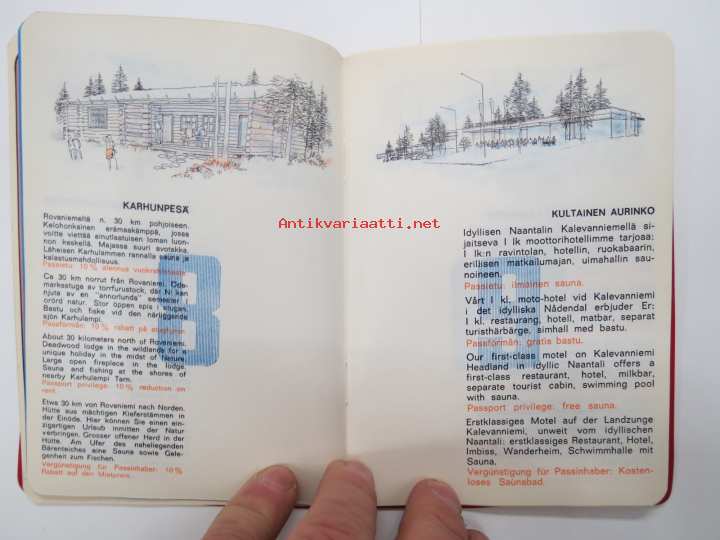 KARHUNPESÄ
Rovaniemeltä n. 30 km pohjoiseen.
Kelohonkainen erämaakämppä, jossa
voitte viettää ainutlaatuisen loman luon-
non keskellä. Majassa suuri avotakka.
Läheisen Karhulammen rannalla sauna ja
kalastusmahdollisuus.
Passietu: 10 % alennus vuokrahinnasta
Ca 30 km norrut från Rovaniemi. Öde-
marksstuga av torrfurustock, där Ni kan
njuta av en "annorlunda" semester i
orörd natur. Stor öppen epis i stugan.
Bastu och fiske vid den närliggande
sjön Karhulampi.
Passförmån: 10 % rabatt på stughyran
About 30 kilometers north of Rovaniemi.
Deadwood lodge in the wildlands for a
unique holiday in the midst of Nature.
Large open fireplace in the lodge.
Sauna and fishing at the shores of
nearby Karhulampi Tarn.
Passport privilege: 10 % reduction on
rent.
Etwa 30 km von Rovaniemi nach Norden.
Hütte aus mächtigen Kieferstämmen in
der Einöde. Hier können Sie einen ein-
zigartigen Urlaub inmitten der Natur
verbringen. Grosser offener Herd in der
Hütte. Am Ufer des naheliegenden
Bärenteiches eine Sauna sowie Gele-
genheit zum Fischen.
Vergünstigung für Passinhaber: 10 %
Rabatt auf den Mietpreis.
8
Antikvariaatti.net
KULTAINEN AURINKO
Idyllisen Naantalin Kalevanniemellä si-
jaitseva I lk moottorihotellimme tarjoaa:
I lk:n ravintolan, hotellin, ruokabaarin,
erillisen matkailumajan, uimahallin sau-
noineen.
Passietu: ilmainen sauna.
Vårt I kl. moto-hotel vid Kalevanniemi
i det idylliska Nådendal erbjuder Er:
I kl. restaurang, hotell, matbar, separat
turisthärbärge, simhall med bastu.
Passförmån: gratis bastu.
Our first-class motel on Kalevanniemi
Headland in idyllic Naantali offers a
first-class restaurant, hotel, milkbar,
separate tourist cabin, swimming pool
with sauna.
Passport privilege: free sauna.
Erstklassiges Motel auf der Landzunge
Kalevanniemi, unweit vom idyllischen
Naantali: erstklassiges Restaurant, Hotel,
Imbiss, Wanderheim, Schwimmhalle mit
Sauna.
Vergünstigung für Passinhaber: Kosten-
loses Saunabad.